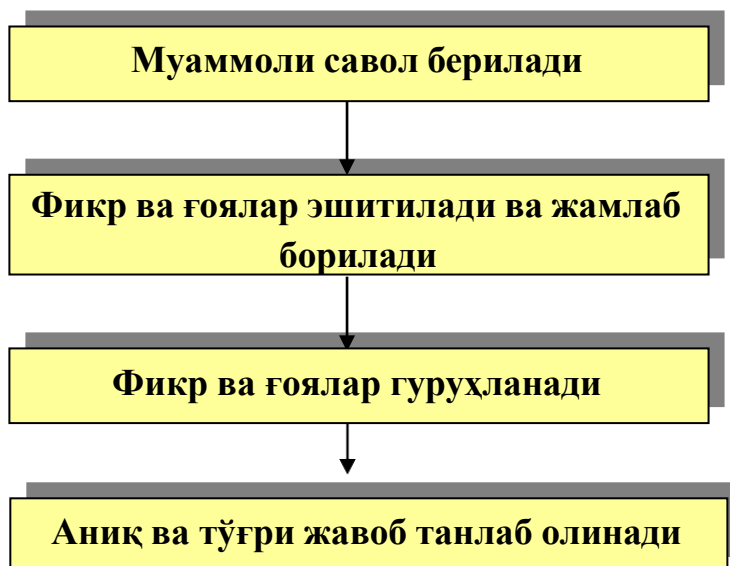 Муаммоли савол берилади
Фикр ва ғоялар эшитилади ва жамлаб
борилади
Фикр ва ғоялар гуруҳланади
Аниқ ва тўғри жавоб танлаб олинади